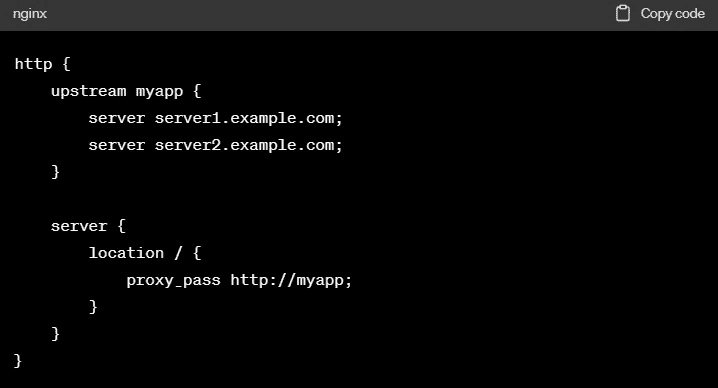 nginx
Copy code
http {
    upstream myapp {
        server server1.example.com;
        server server2.example.com;
    }
    server {
        location / {
            proxy_pass http://myapp;
        }
    }
}